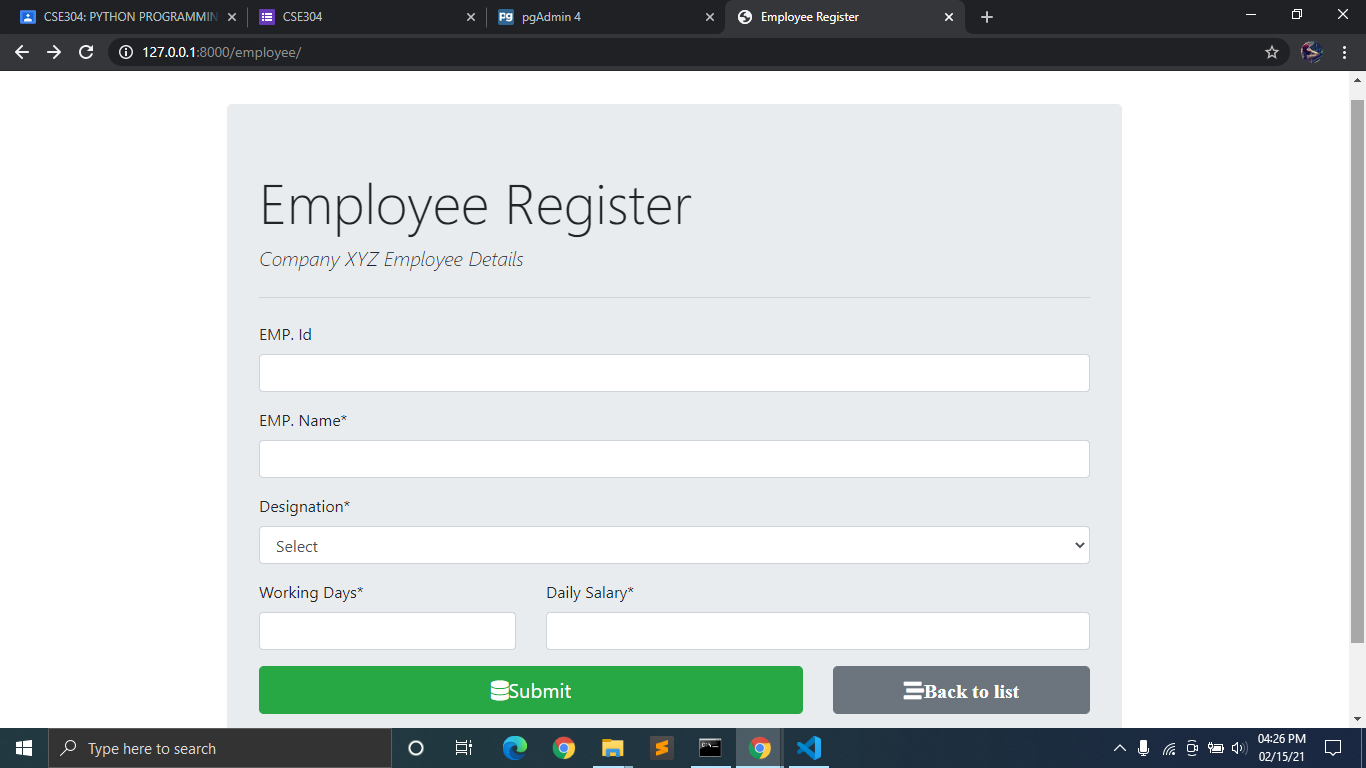 CSE304: PYTHON PROGRAMMIN
CSE304
Pg pgAdmin 4
Employee Register
127.0.0.1:8000/employee/
Employee Register
Company XYZ Employee Details
EMP. Id
EMP. Name*
Designation*
Select
Working Days* Daily Salary*
Submit Back to list
Type here to search
04:26 PM
02/15/21